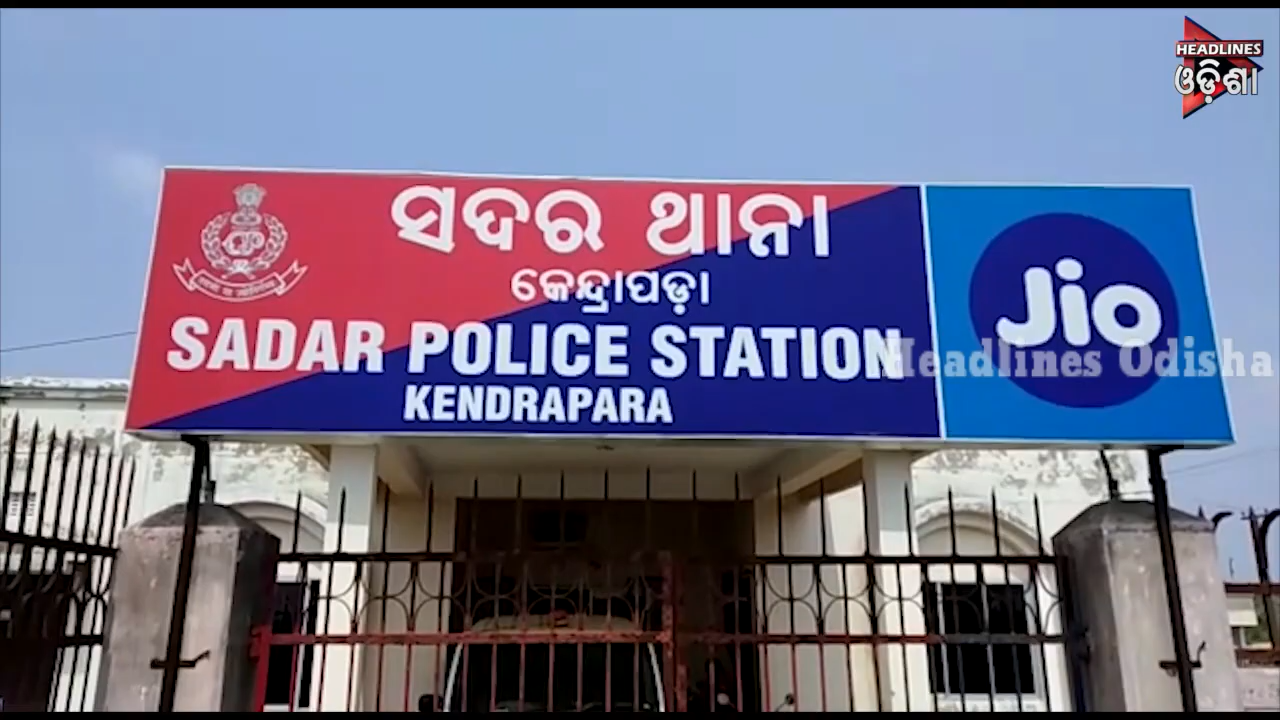 HEADLINES
ଓଡ଼ିଶା
ସଦର ଥାନା
କେନ୍ଦ୍ରାପଡ଼ା
SADAR POLICE STATION
KENDRAPARA
Jio
Headlines Odisha